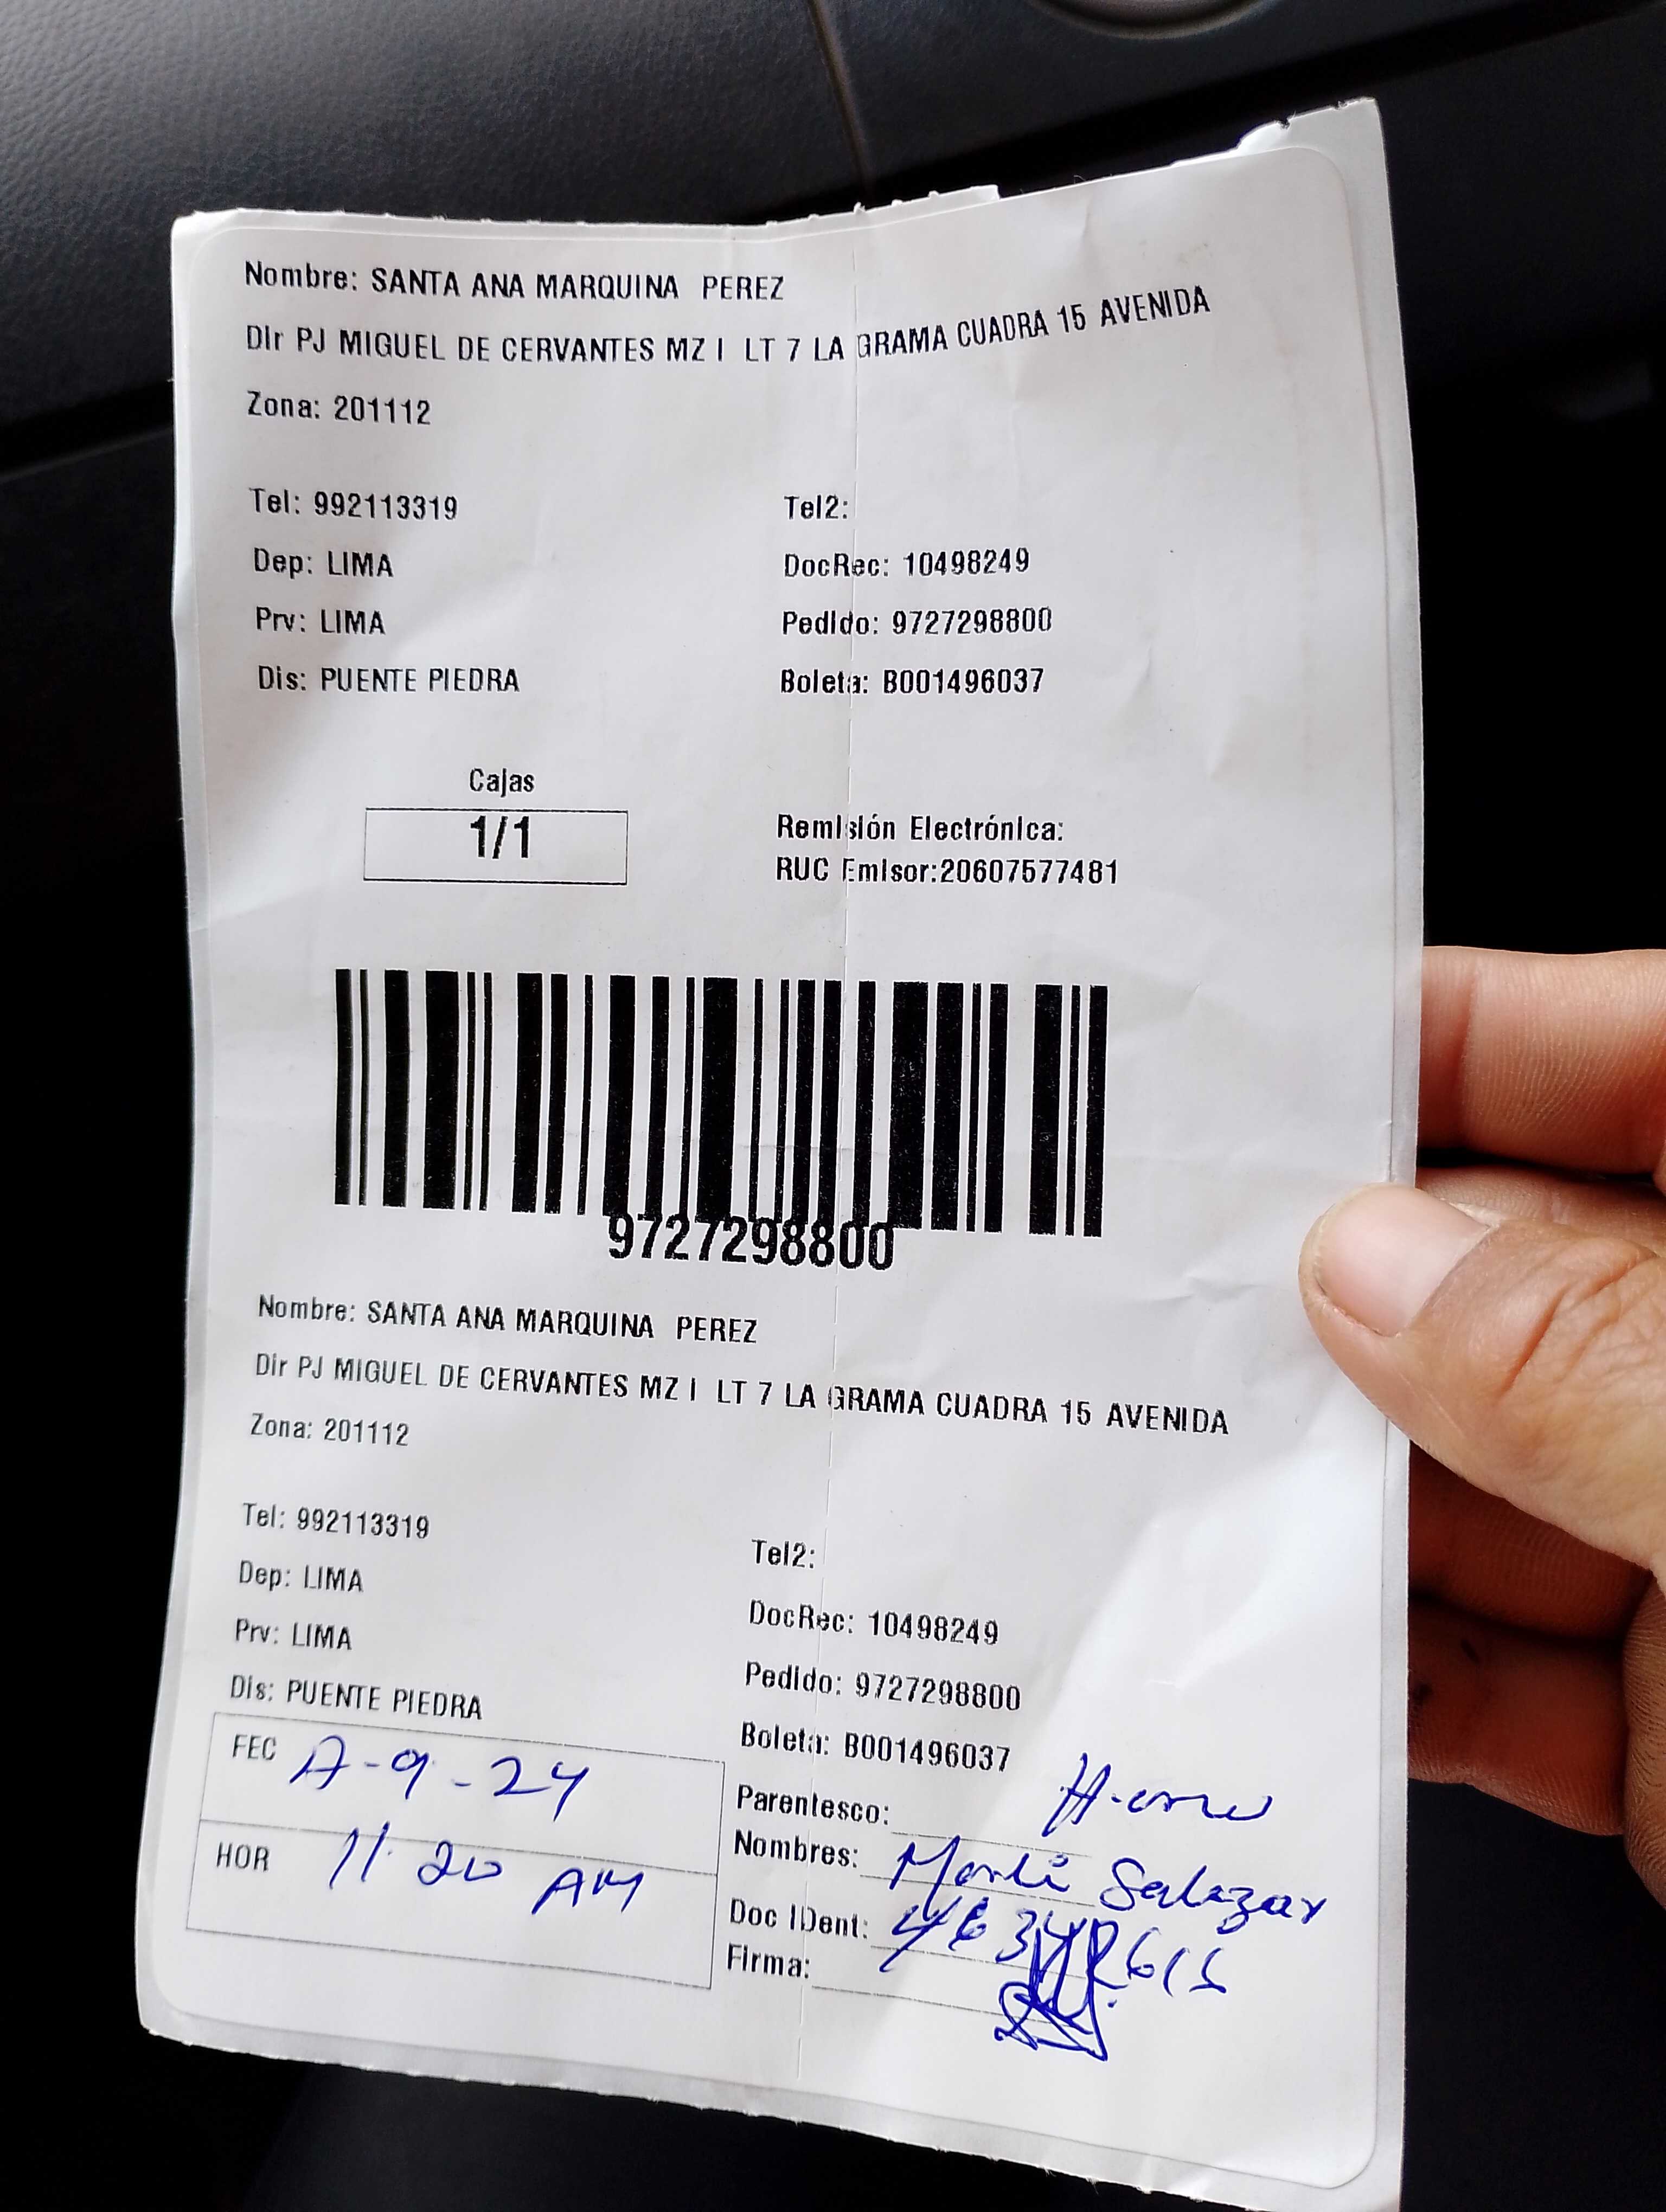 Nombre: SANTA ANA MARQUINA PEREZ
Dir PJ MIGUEL DE CERVANTES MZ I LT 7 LA GRAMA CUADRA 15 AVENIDA
Zona: 201112
Tel: 992113319 Tel2:
Dep: LIMA DocRec: 10498249
Prv: LIMA Pedido: 9727298800
Dis: PUENTE PIEDRA Boleta: B001496037
Cajas
1/1
Remisión Electrónica:
RUC Emisor:20607577481
9727298800
Nombre: SANTA ANA MARQUINA PEREZ
Dir PJ MIGUEL DE CERVANTES MZ I LT 7 LA GRAMA CUADRA 15 AVENIDA
Zona: 201112
Tel: 992113319 Tel2:
Dep: LIMA DocRec: 10498249
Prv: LIMA Pedido: 9727298800
Dis: PUENTE PIEDRA Boleta: B001496037
FEC -9-24
HOR 11:20 AM
Parentesco:
Nombres: Salazar
Doc IDent:
Firma: